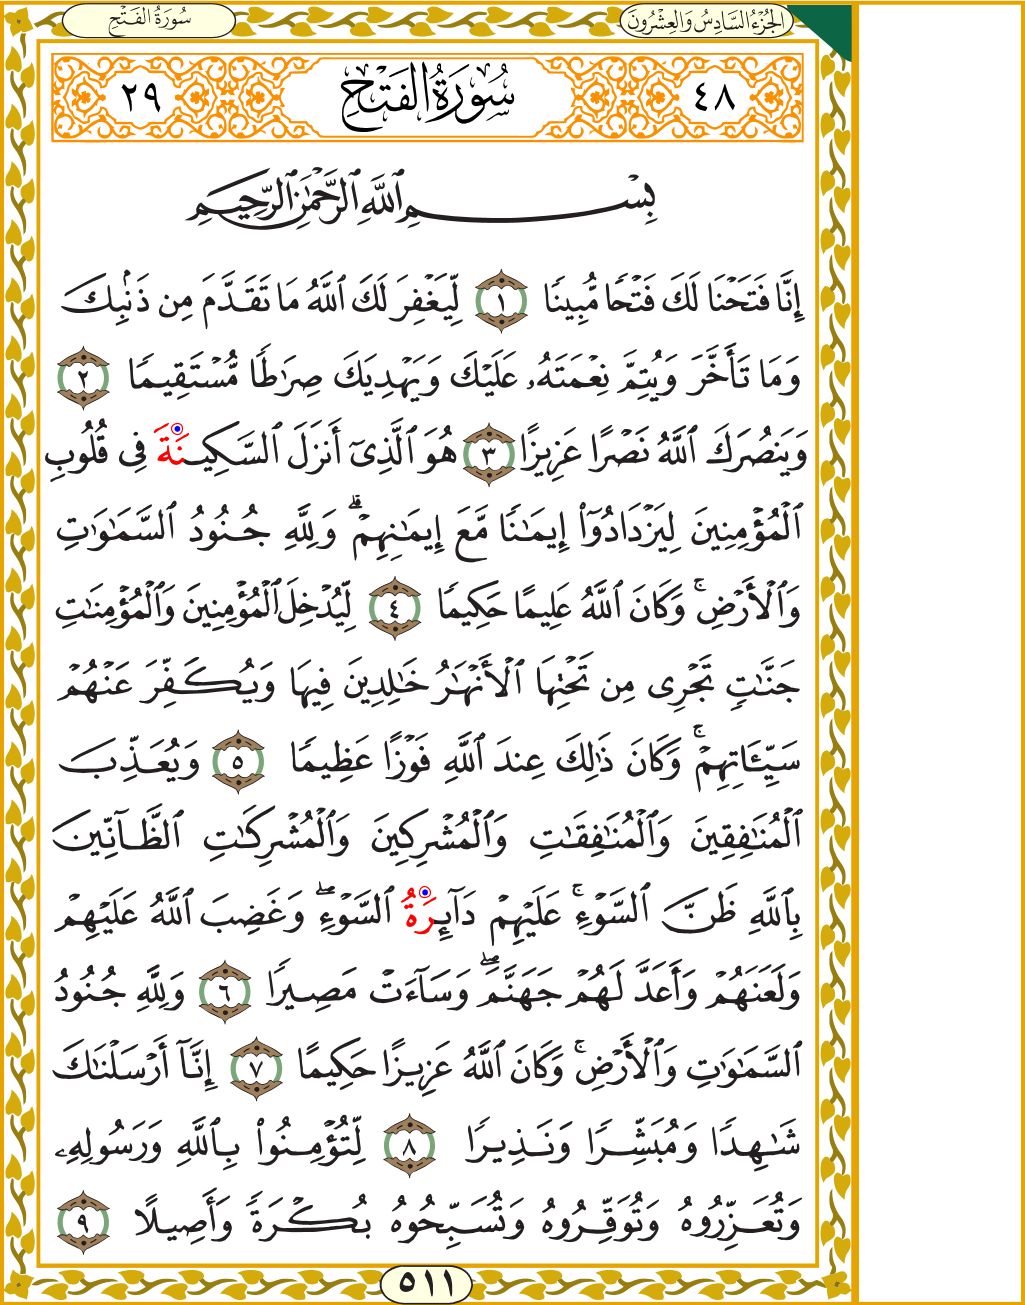 الجُزْءُ السَّادِسُ وَالعِشْرُونَ سُورَةُ الفَتْحِ
٤٨ سُورَةُ الفَتْحِ ٢٩
بِسْمِ ٱللَّهِ ٱلرَّحْمَٰنِ ٱلرَّحِيمِ
إِنَّا فَتَحْنَا لَكَ فَتْحًا مُّبِينًا ١ لِّيَغْفِرَ لَكَ ٱللَّهُ مَا تَقَدَّمَ مِن ذَنۢبِكَ
وَمَا تَأَخَّرَ وَيُتِمَّ نِعْمَتَهُۥ عَلَيْكَ وَيَهْدِيَكَ صِرَٰطًا مُّسْتَقِيمًا ٢
وَيَنصُرَكَ ٱللَّهُ نَصْرًا عَزِيزًا ٣ هُوَ ٱلَّذِىٓ أَنزَلَ ٱلسَّكِينَةَ فِى قُلُوبِ
ٱلْمُؤْمِنِينَ لِيَزْدَادُوٓا۟ إِيمَٰنًا مَّعَ إِيمَٰنِهِمْ ۗ وَلِلَّهِ جُنُودُ ٱلسَّمَٰوَٰتِ
وَٱلْأَرْضِ ۚ وَكَانَ ٱللَّهُ عَلِيمًا حَكِيمًا ٤ لِّيُدْخِلَ ٱلْمُؤْمِنِينَ وَٱلْمُؤْمِنَٰتِ
جَنَّٰتٍ تَجْرِى مِن تَحْتِهَا ٱلْأَنْهَٰرُ خَٰلِدِينَ فِيهَا وَيُكَفِّرَ عَنْهُمْ
سَيِّـَٔاتِهِمْ ۚ وَكَانَ ذَٰلِكَ عِندَ ٱللَّهِ فَوْزًا عَظِيمًا ٥ وَيُعَذِّبَ
ٱلْمُنَٰفِقِينَ وَٱلْمُنَٰفِقَٰتِ وَٱلْمُشْرِكِينَ وَٱلْمُشْرِكَٰتِ ٱلظَّآنِّينَ
بِٱللَّهِ ظَنَّ ٱلسَّوْءِ ۚ عَلَيْهِمْ دَآئِرَةُ ٱلسَّوْءِ ۖ وَغَضِبَ ٱللَّهُ عَلَيْهِمْ
وَلَعَنَهُمْ وَأَعَدَّ لَهُمْ جَهَنَّمَ ۖ وَسَآءَتْ مَصِيرًا ٦ وَلِلَّهِ جُنُودُ
ٱلسَّمَٰوَٰتِ وَٱلْأَرْضِ ۚ وَكَانَ ٱللَّهُ عَزِيزًا حَكِيمًا ٧ إِنَّآ أَرْسَلْنَٰكَ
شَٰهِدًا وَمُبَشِّرًا وَنَذِيرًا ٨ لِّتُؤْمِنُوا۟ بِٱللَّهِ وَرَسُولِهِۦ
وَتُعَزِّرُوهُ وَتُوَقِّرُوهُ وَتُسَبِّحُوهُ بُكْرَةً وَأَصِيلًا ٩
٥١١